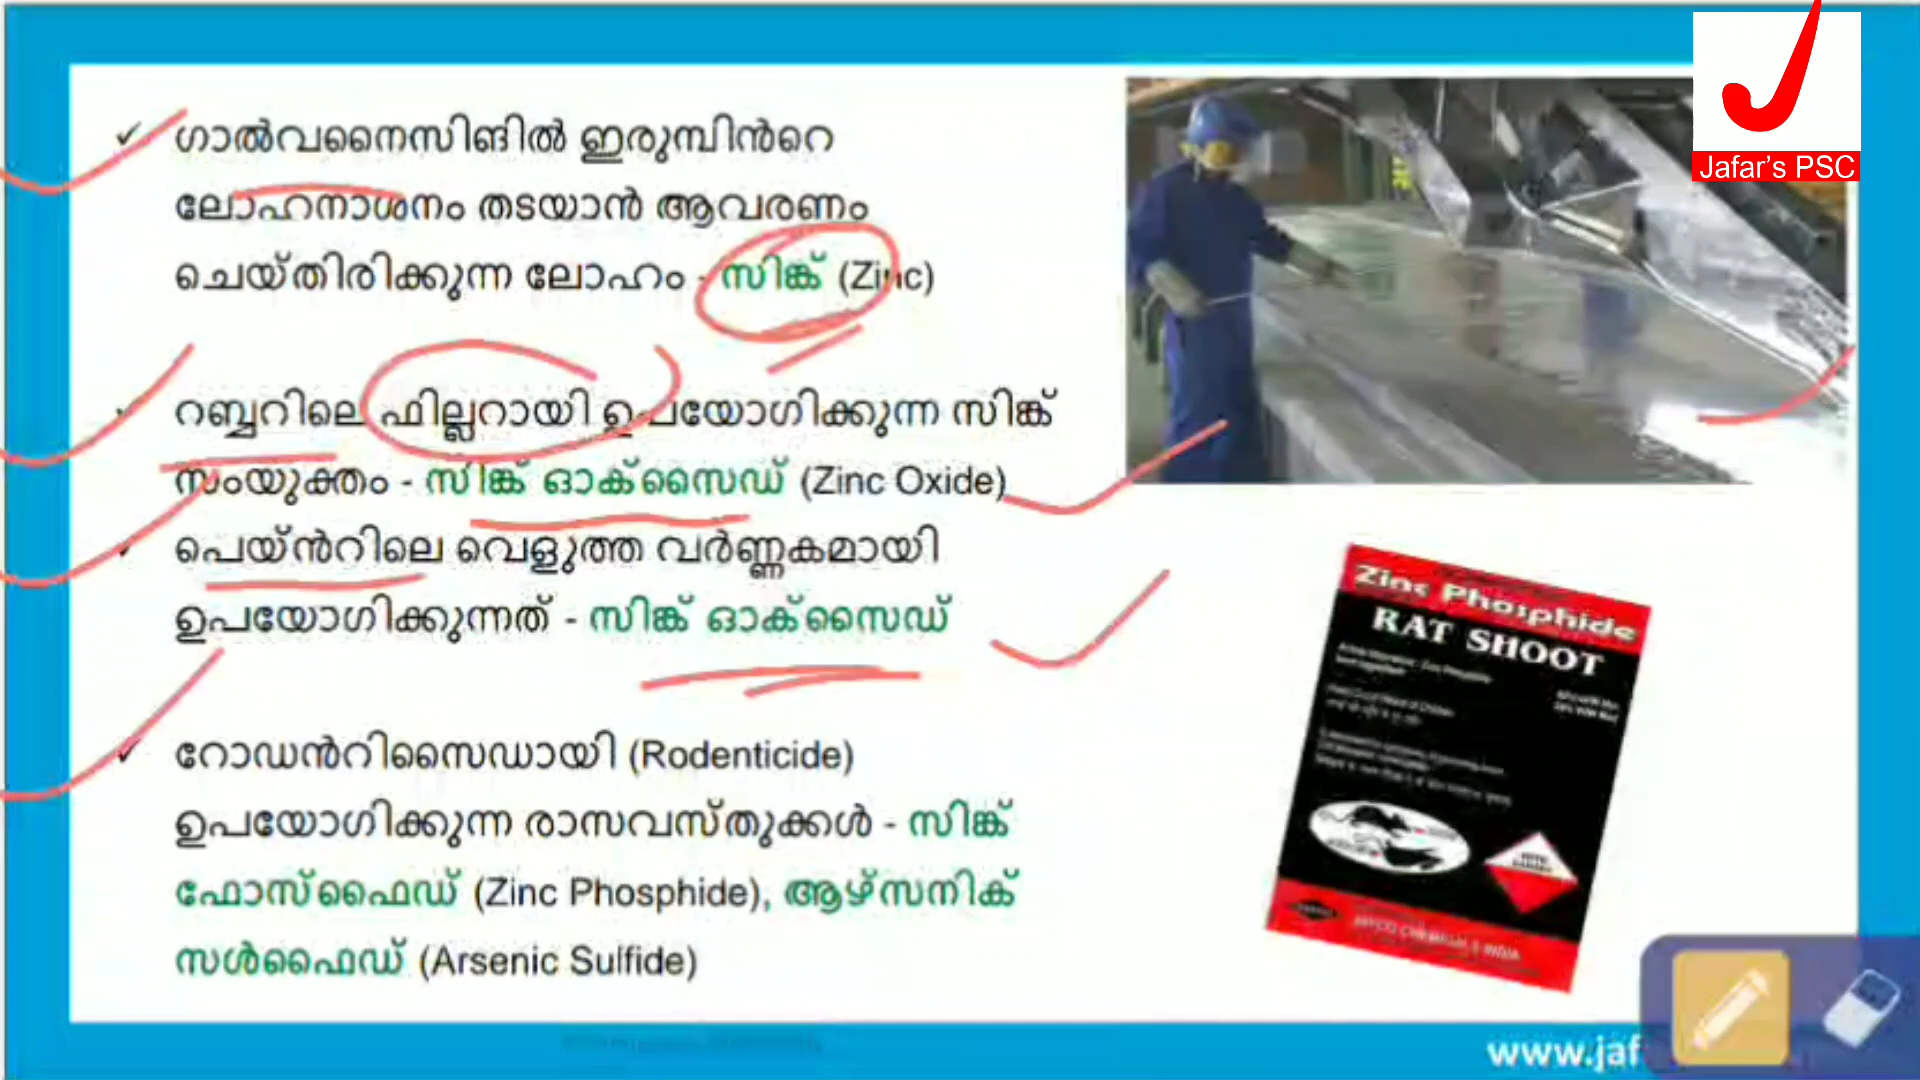 ഗാൽവനൈസിങിൽ ഇരുമ്പിൻറെ
ലോഹനാശനം തടയാൻ ആവരണം
ചെയ്തിരിക്കുന്ന ലോഹം - സിങ്ക് (Zinc)
റബ്ബറിലെ ഫില്ലറായി ഉപയോഗിക്കുന്ന സിങ്ക്
സംയുക്തം - സിങ്ക് ഓക്സൈഡ് (Zinc Oxide)
പെയ്ൻറിലെ വെളുത്ത വർണ്ണകമായി
ഉപയോഗിക്കുന്നത് - സിങ്ക് ഓക്സൈഡ്
റോഡൻറിസൈഡായി (Rodenticide)
ഉപയോഗിക്കുന്ന രാസവസ്തുക്കൾ - സിങ്ക്
ഫോസ്ഫൈഡ് (Zinc Phosphide), ആഴ്സനിക്
സൾഫൈഡ് (Arsenic Sulfide)
Jafar's PSC
Zinc Phosphide
RAT SHOOT
www.jaf